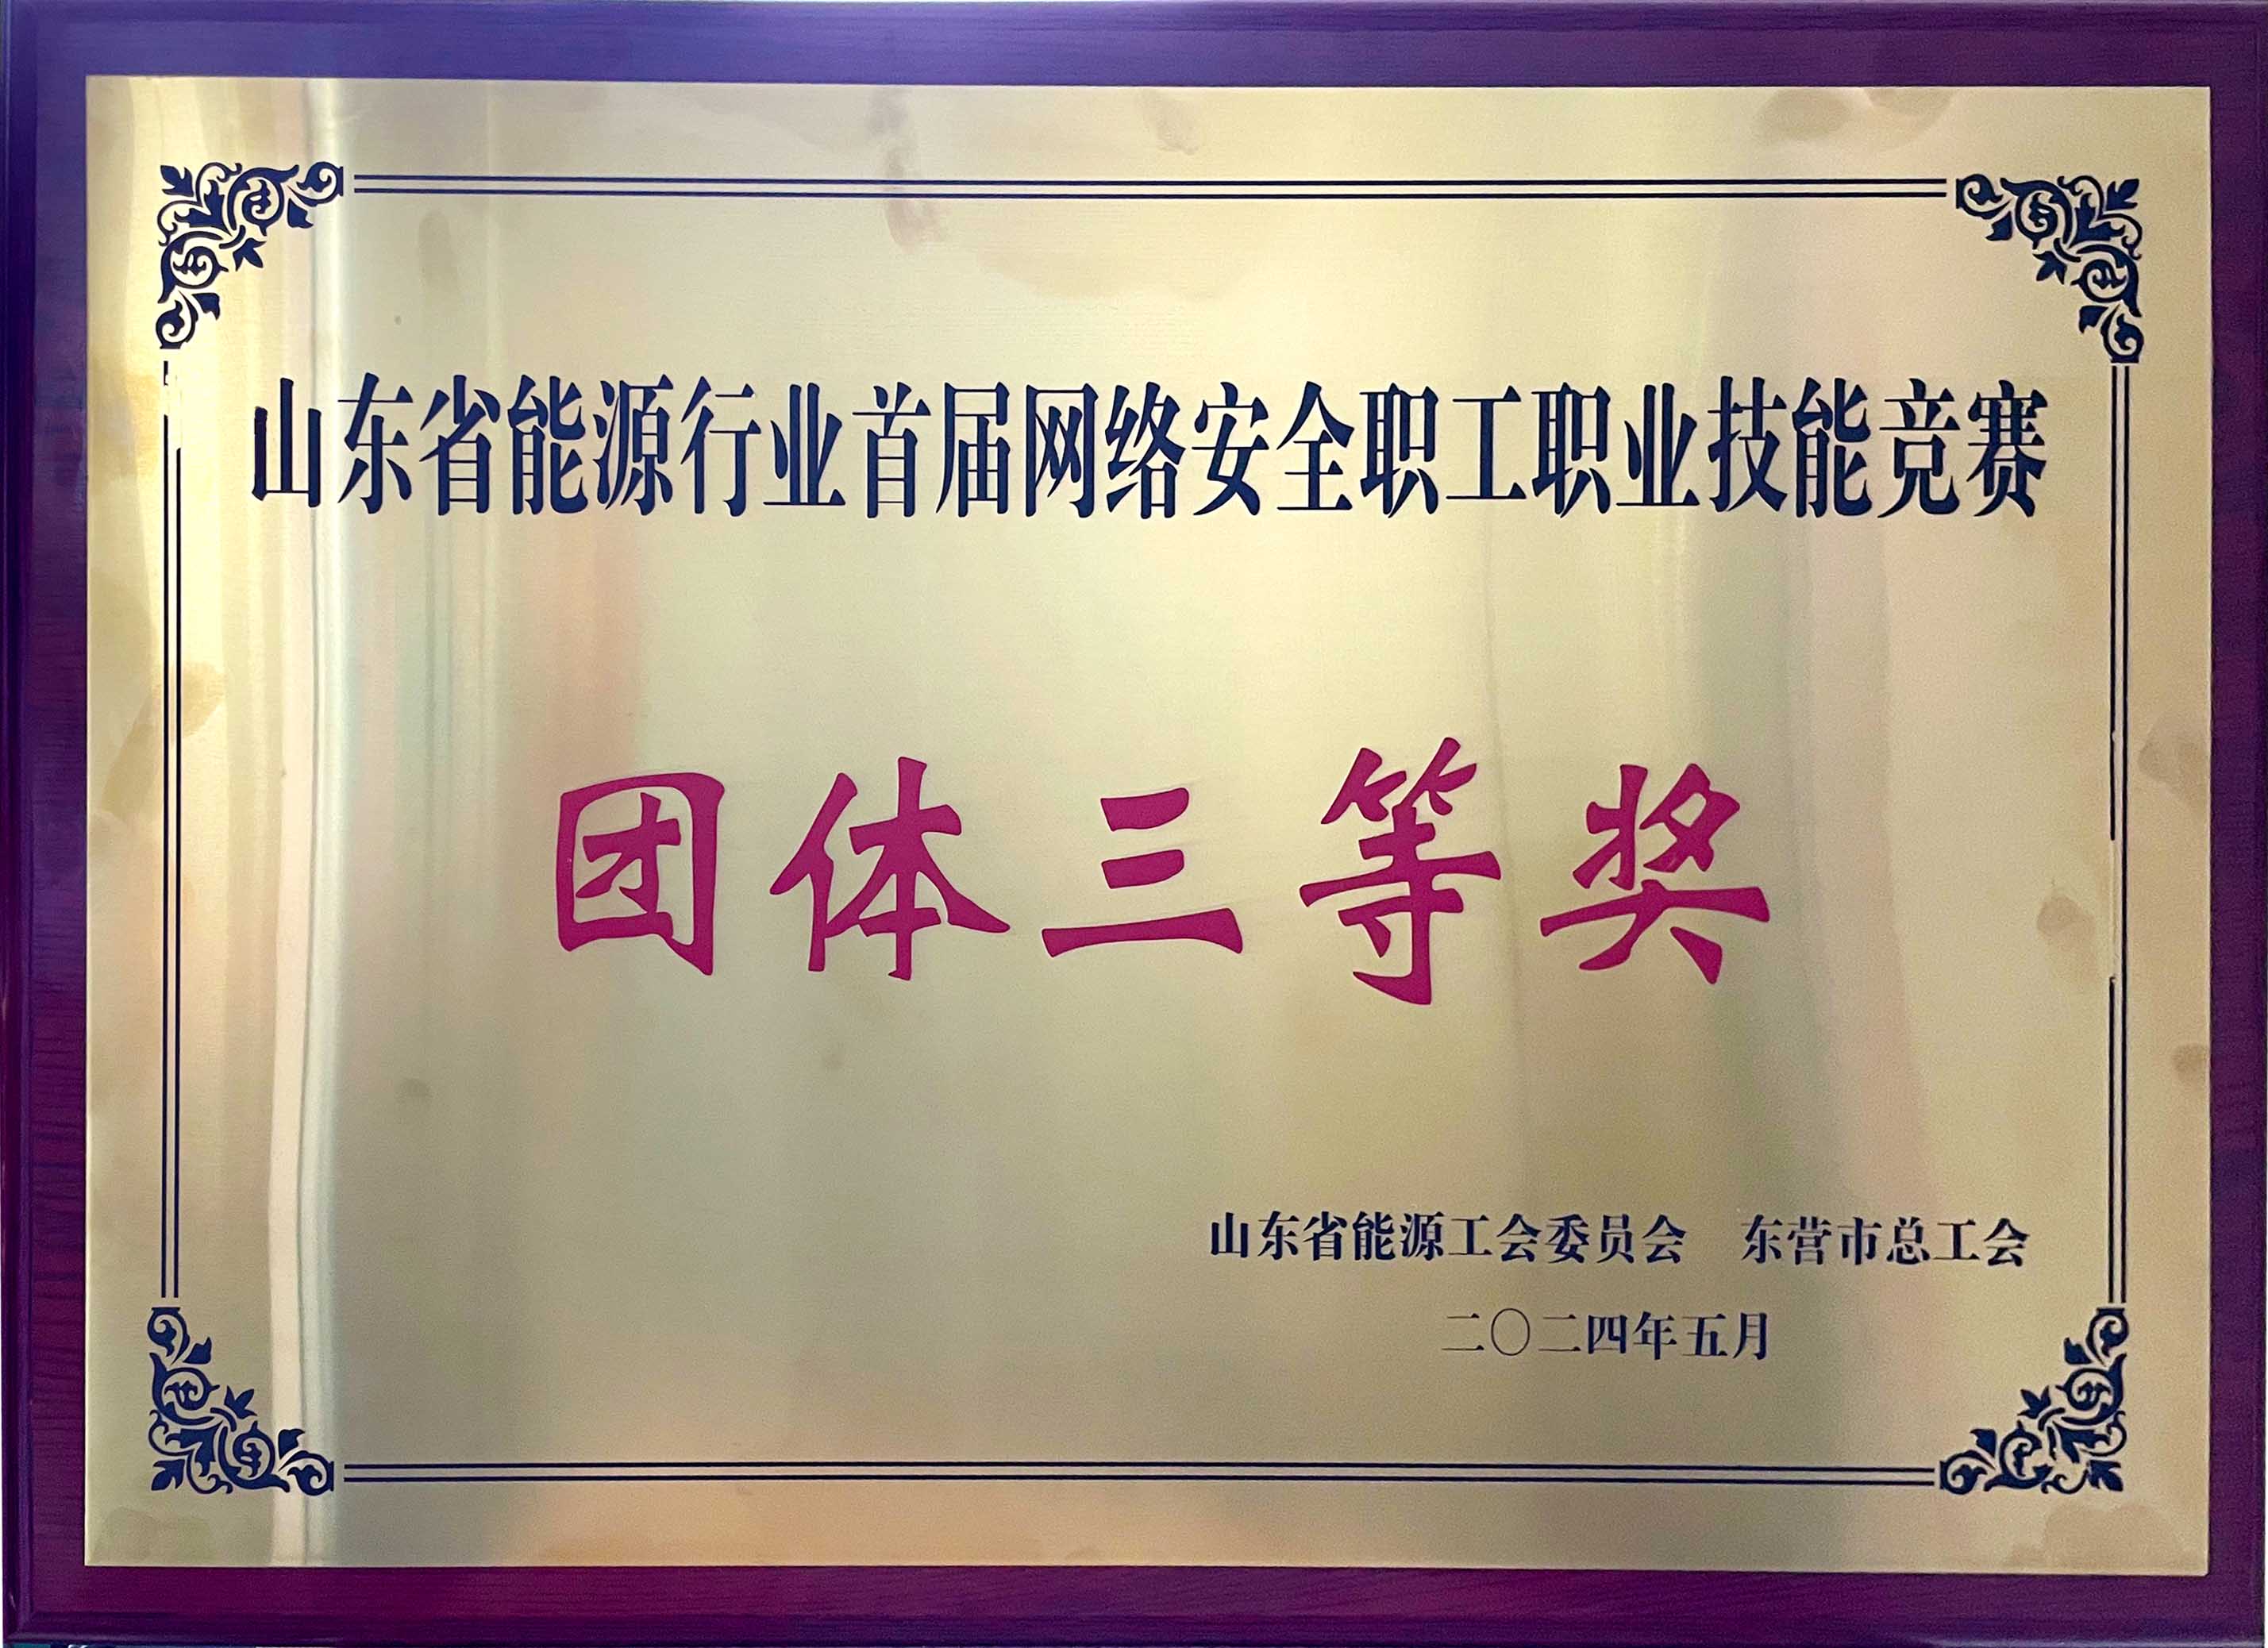 山东省能源行业首届网络安全职工职业技能竞赛
团体三等奖
山东省能源工会委员会　东营市总工会
二〇二四年五月